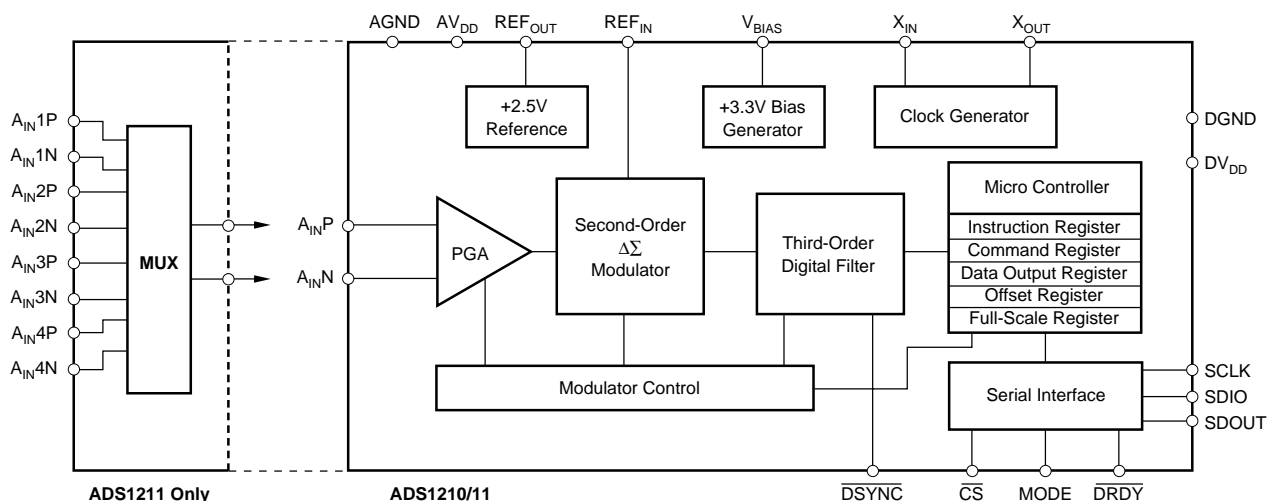 AGND AVDD REFOUT REFIN VBIAS XIN XOUT
+2.5V
Reference
+3.3V Bias
Generator
Clock Generator
AIN1P
AIN1N
AIN2P
AIN2N
AIN3P
AIN3N
AIN4P
AIN4N
MUX
AINP
AINN
PGA
Second-Order
ΔΣ
Modulator
Third-Order
Digital Filter
Micro Controller
Instruction Register
Command Register
Data Output Register
Offset Register
Full-Scale Register
DGND
DVDD
Modulator Control
Serial Interface
SCLK
SDIO
SDOUT
ADS1211 Only
ADS1210/11
D̅S̅Y̅N̅C̅ C̅S̅ MODE D̅R̅D̅Y̅